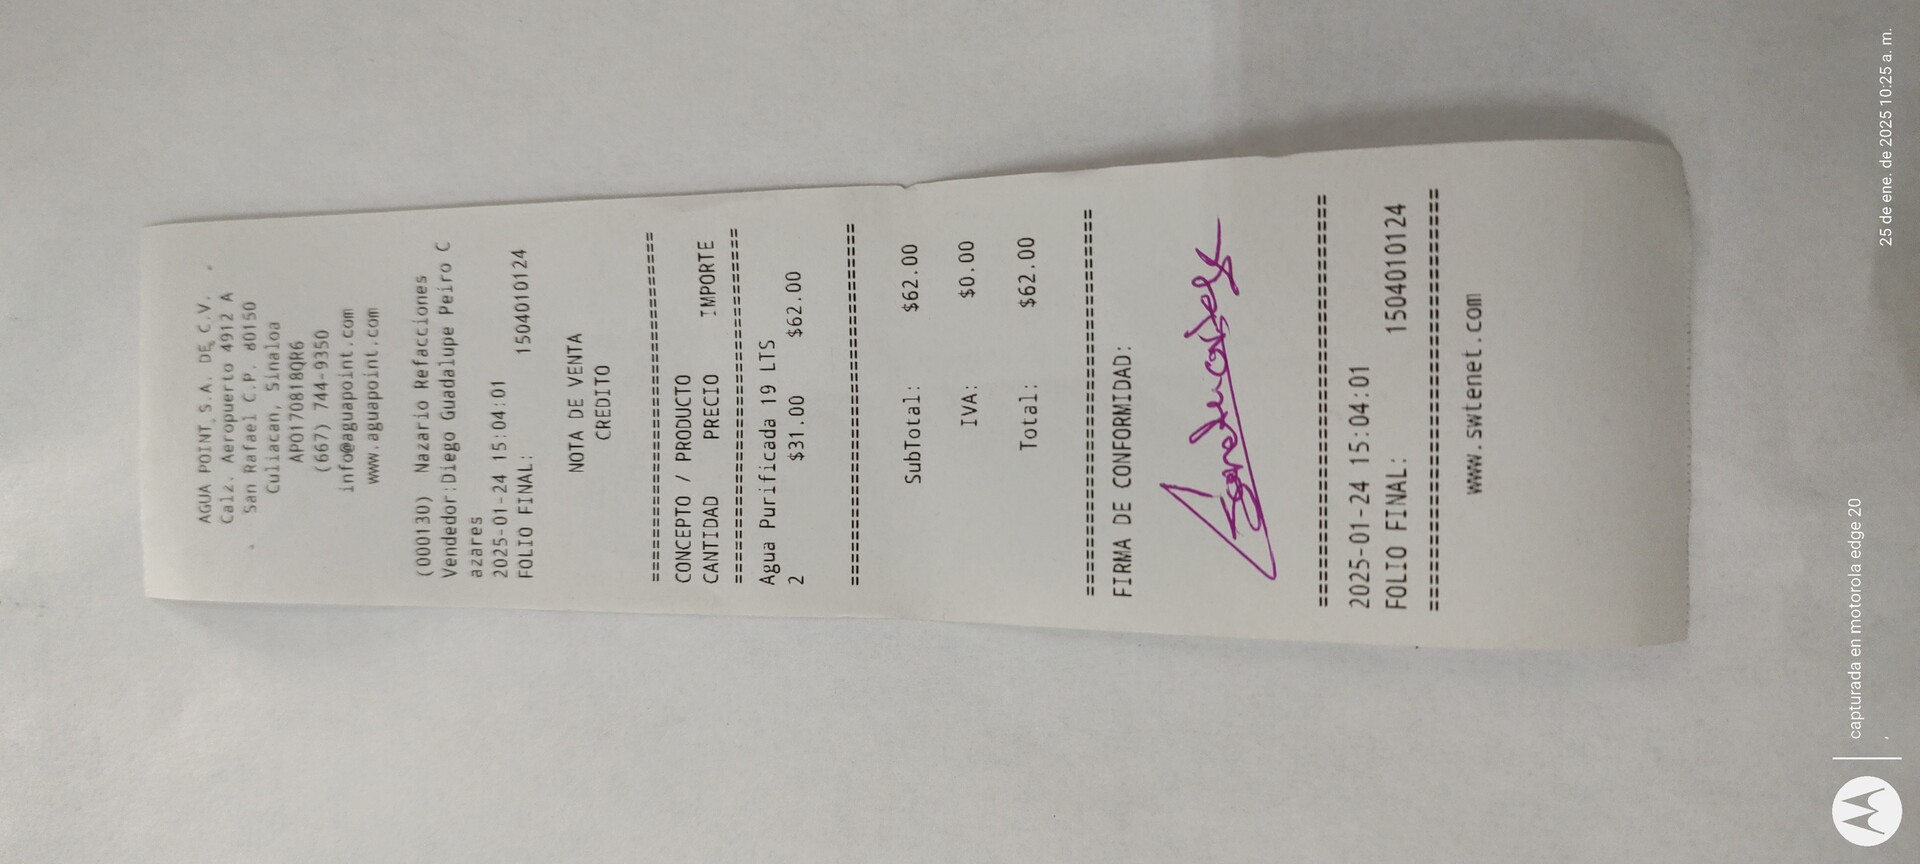 AGUA POINT, S.A. DE C.V.
Calz. Aeropuerto 4912 A
San Rafael C.P. 80150
Culiacan, Sinaloa
APO170818QR6
(667) 744-9350
info@aguapoint.com
www.aguapoint.com
(000130) Nazario Refacciones
Vendedor:Diego Guadalupe Peiro C
azares
2025-01-24 15:04:01
FOLIO FINAL: 1504010124
NOTA DE VENTA
CREDITO
================================
CONCEPTO / PRODUCTO
CANTIDAD PRECIO IMPORTE
================================
Agua Purificada 19 LTS
2 $31.00 $62.00
================================
SubTotal: $62.00
IVA: $0.00
Total: $62.00
================================
FIRMA DE CONFORMIDAD:
================================
2025-01-24 15:04:01
FOLIO FINAL: 1504010124
================================
www.swtenet.com
capturada en motorola edge 20
25 de ene. de 2025 10:25 a. m.